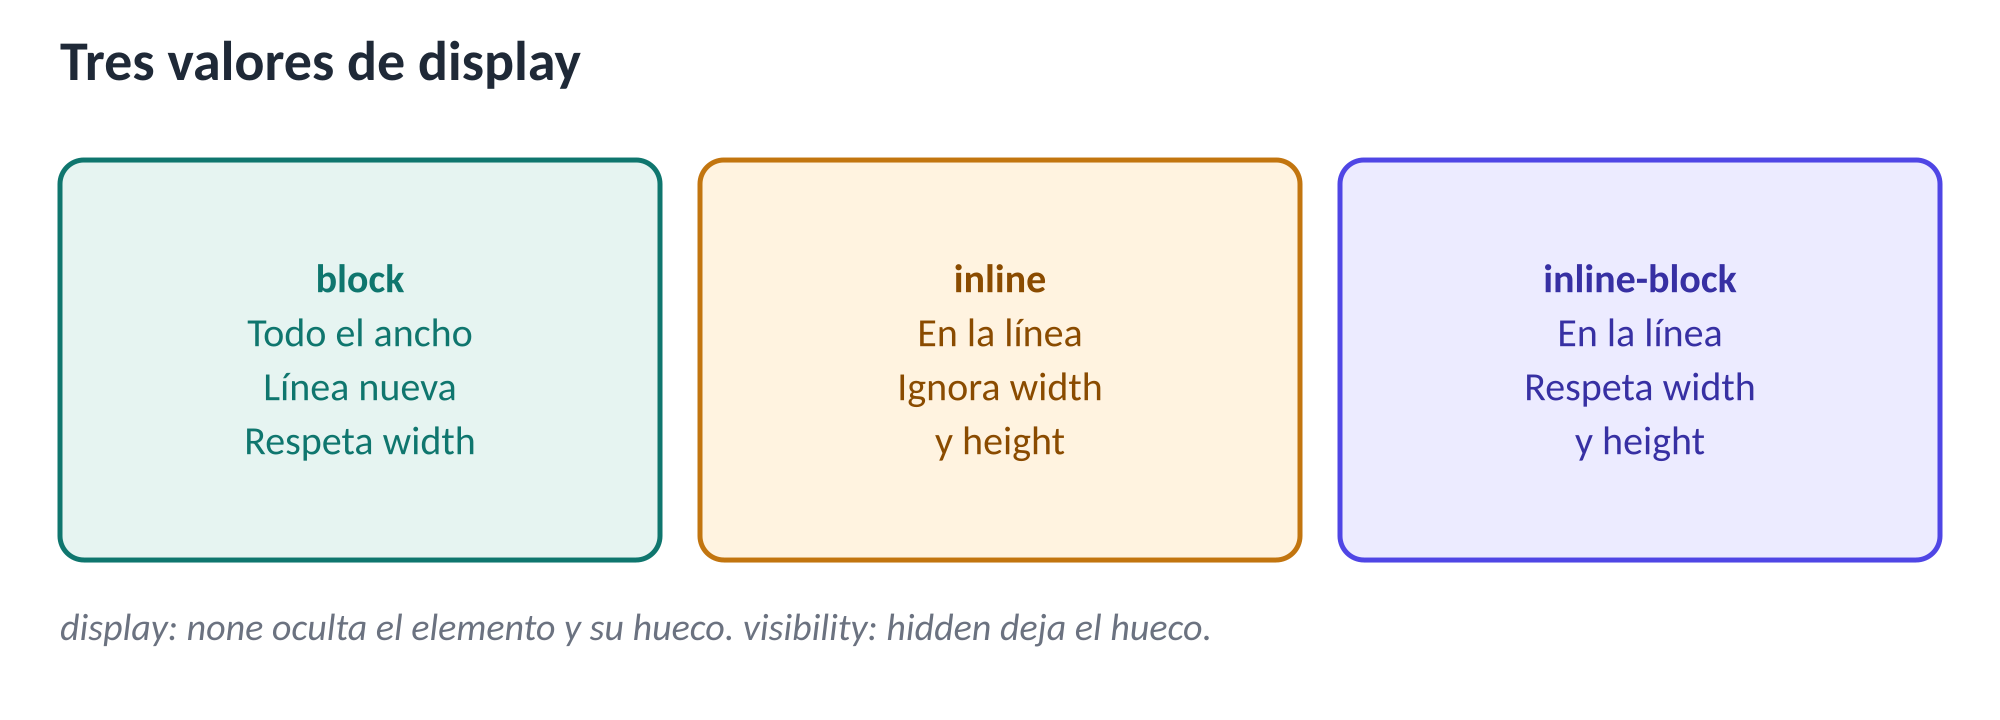 Tres valores de display
block
Todo el ancho
Línea nueva
Respeta width
inline
En la línea
Ignora width
y height
inline-block
En la línea
Respeta width
y height
display: none oculta el elemento y su hueco. visibility: hidden deja el hueco.